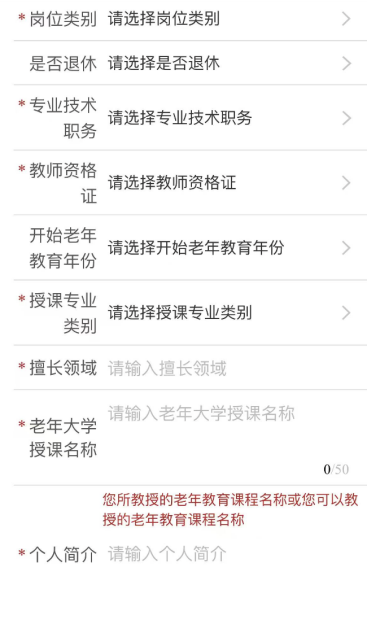 * 岗位类别 请选择岗位类别
是否退休 请选择是否退休
* 专业技术
职务 请选择专业技术职务
* 教师资格
证 请选择教师资格证
开始老年
教育年份 请选择开始老年教育年份
* 授课专业
类别 请选择授课专业类别
* 擅长领域 请输入擅长领域
* 老年大学
授课名称 请输入老年大学授课名称
0/50
您所教授的老年教育课程名称或您可以教
授的老年教育课程名称
* 个人简介 请输入个人简介